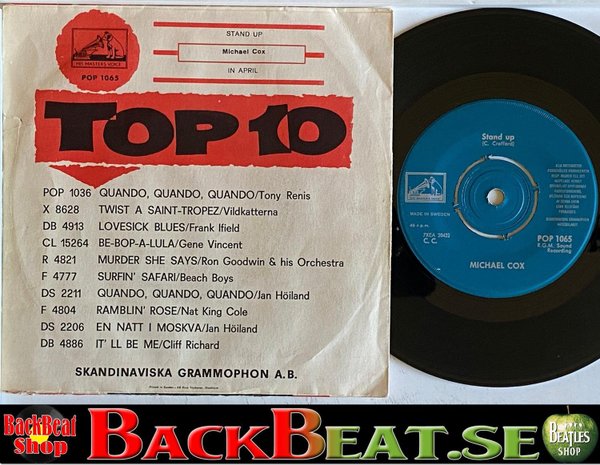 STAND UP
Michael Cox
IN APRIL
HIS MASTER'S VOICE
POP 1065
TOP 10
POP 1036 QUANDO, QUANDO, QUANDO/Tony Renis
X 8628 TWIST A SAINT-TROPEZ/Vildkatterna
DB 4913 LOVESICK BLUES/Frank Ifield
CL 15264 BE-BOP-A-LULA/Gene Vincent
R 4821 MURDER SHE SAYS/Ron Goodwin & his Orchestra
F 4777 SURFIN' SAFARI/Beach Boys
DS 2211 QUANDO, QUANDO, QUANDO/Jan Höiland
F 4804 RAMBLIN' ROSE/Nat King Cole
DS 2206 EN NATT I MOSKVA/Jan Höiland
DB 4886 IT' LL BE ME/Cliff Richard
SKANDINAVISKA GRAMMOPHON A.B.
Stand up
MADE IN SWEDEN
45 r.p.m.
C. C.
POP 1065
R.G.M. Sound
Recording
MICHAEL COX
BackBeat
Shop
BACKBEAT.SE
BEATLES
SHOP